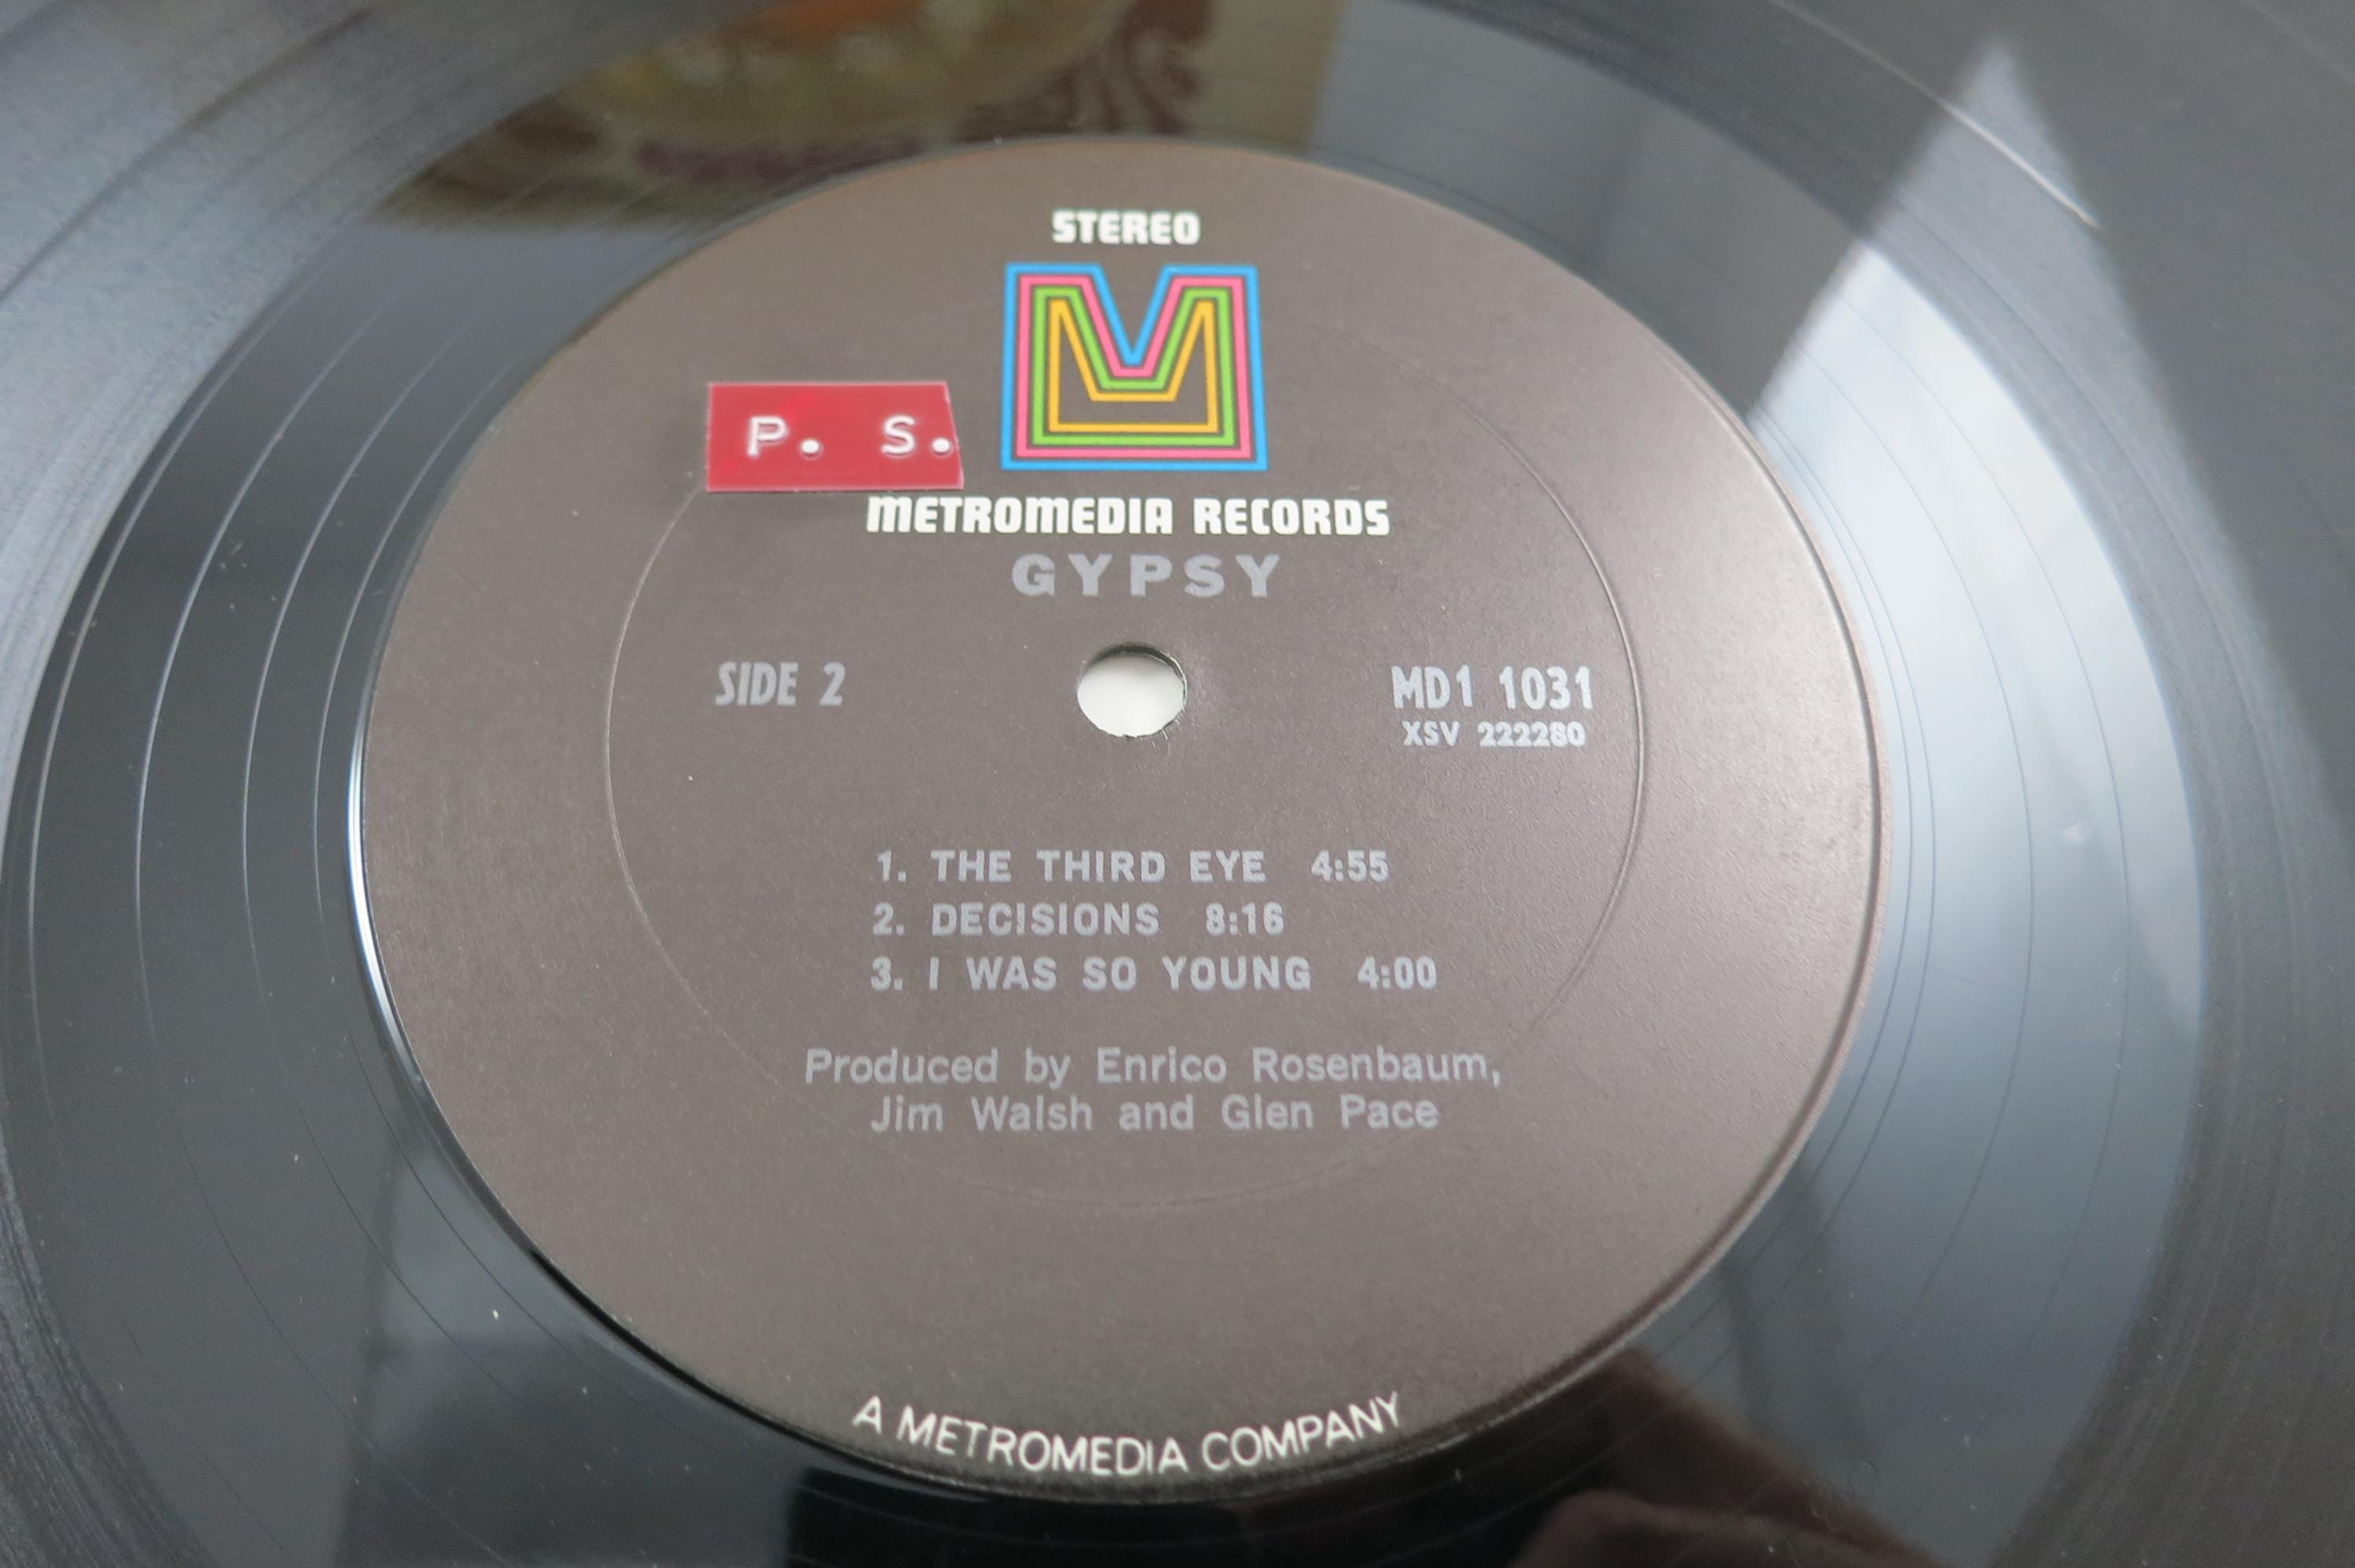 STEREO
P. S.
METROMEDIA RECORDS
GYPSY
SIDE 2
MD1 1031
XSV 222280
1. THE THIRD EYE 4:55
2. DECISIONS 8:16
3. I WAS SO YOUNG 4:00
Produced by Enrico Rosenbaum,
Jim Walsh and Glen Pace
A METROMEDIA COMPANY